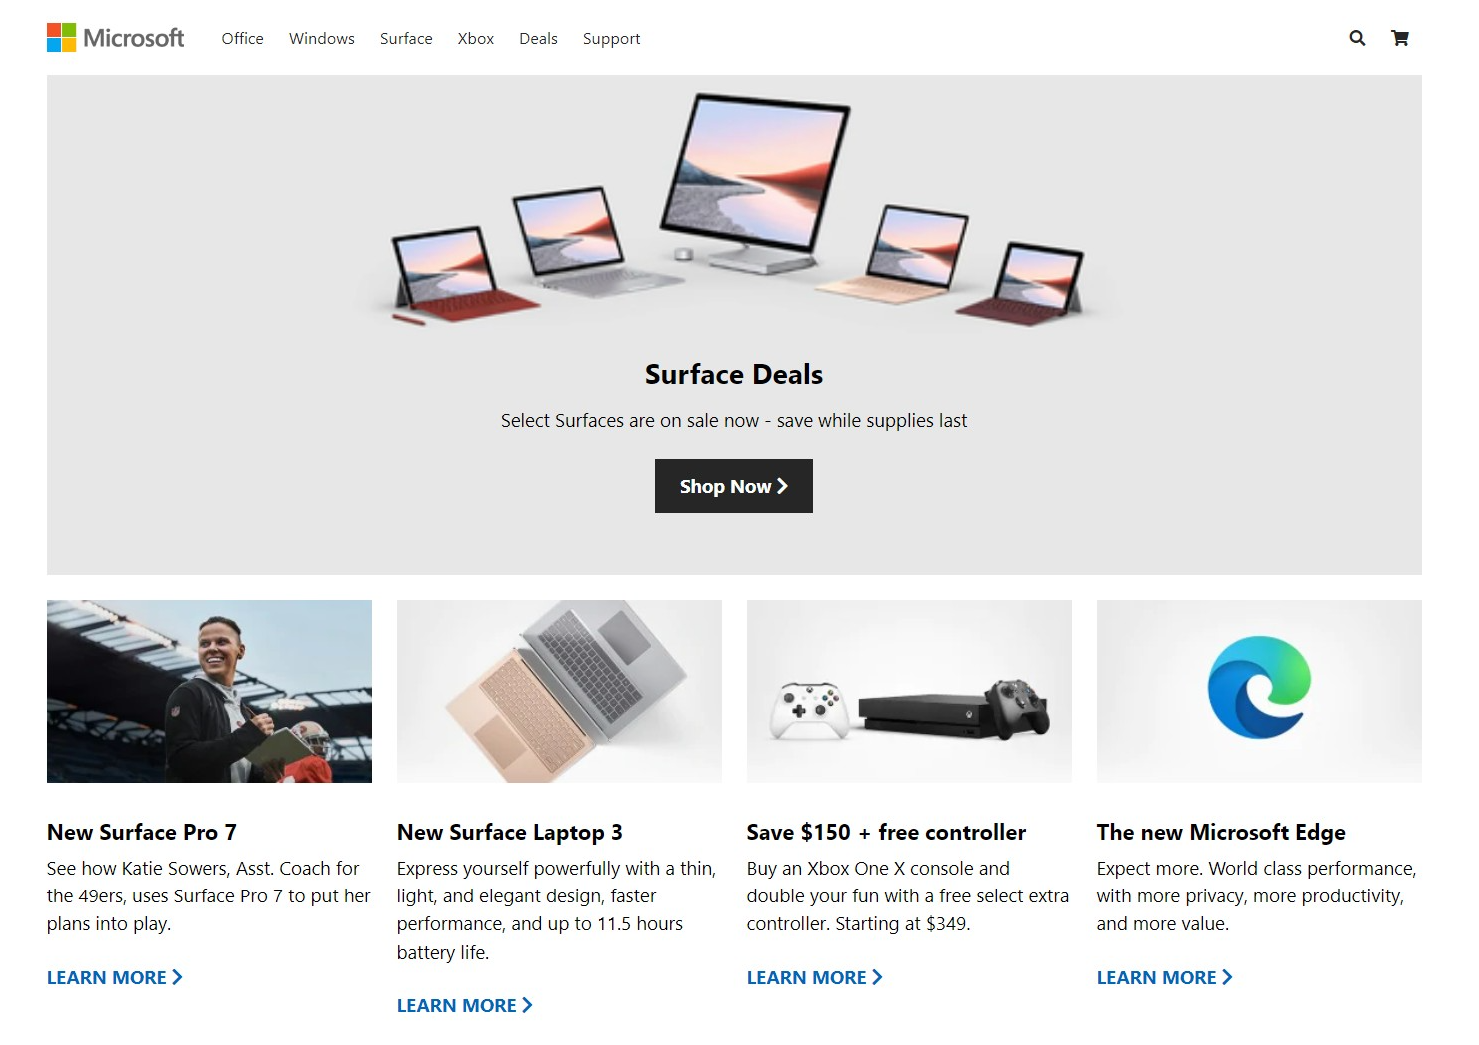 Microsoft Office Windows Surface Xbox Deals Support
Surface Deals
Select Surfaces are on sale now - save while supplies last
Shop Now
New Surface Pro 7
See how Katie Sowers, Asst. Coach for
the 49ers, uses Surface Pro 7 to put her
plans into play.
LEARN MORE
New Surface Laptop 3
Express yourself powerfully with a thin,
light, and elegant design, faster
performance, and up to 11.5 hours
battery life.
LEARN MORE
Save $150 + free controller
Buy an Xbox One X console and
double your fun with a free select extra
controller. Starting at $349.
LEARN MORE
The new Microsoft Edge
Expect more. World class performance,
with more privacy, more productivity,
and more value.
LEARN MORE